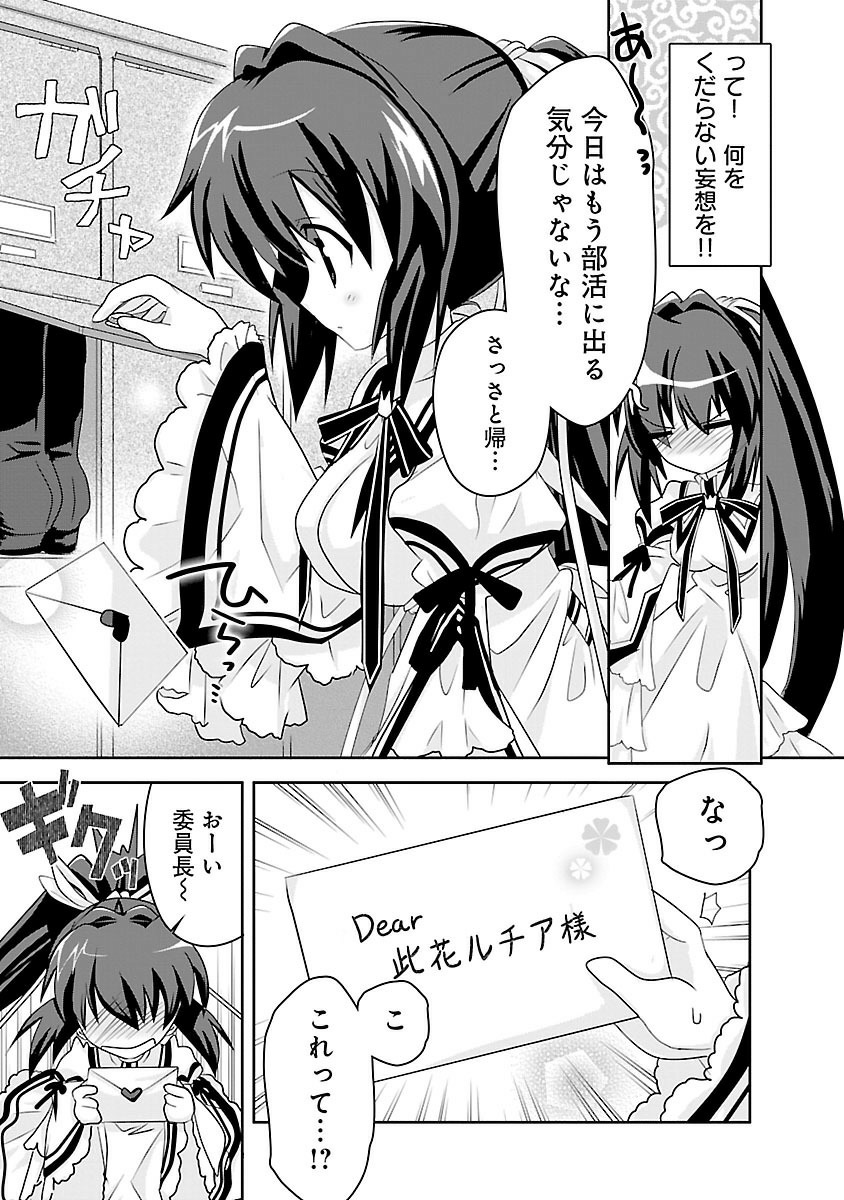 って！　何を
くだらない妄想を!!
あ〜〜っ
今日はもう部活に出る
気分じゃないな…
さっさと帰…
ガチャ
ひらっ…
なっ
Dear
此花ルチア様
こ
これって…!?
おーい
委員長〜
ギクッ